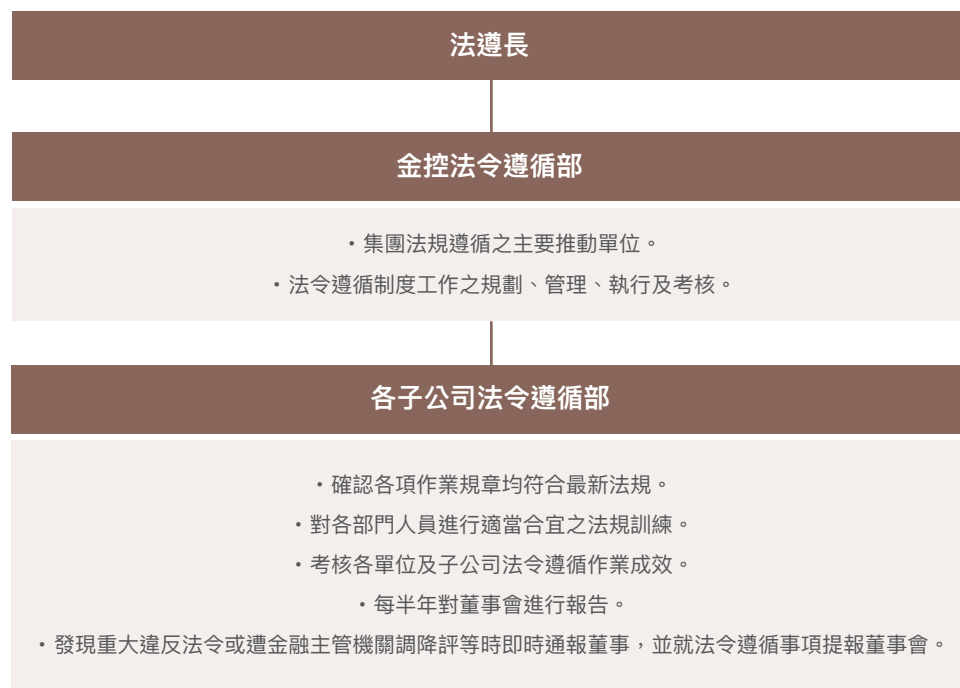 法遵長
金控法令遵循部
・集團法規遵循之主要推動單位。
・法令遵循制度工作之規劃、管理、執行及考核。
各子公司法令遵循部
・確認各項作業規章均符合最新法規。
・對各部門人員進行適當合宜之法規訓練。
・考核各單位及子公司法令遵循作業成效。
・每半年對董事會進行報告。
・發現重大違反法令或遭金融主管機關調降評等時即時通報董事，並就法令遵循事項提報董事會。